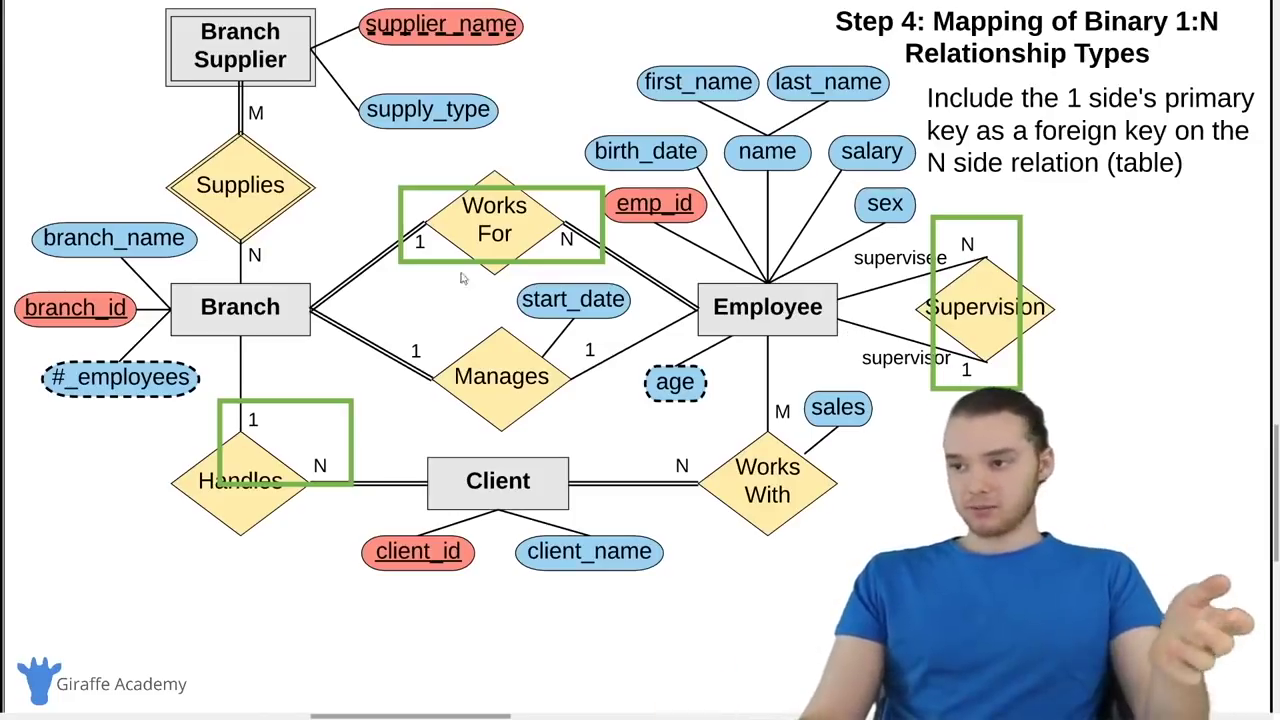 Step 4: Mapping of Binary 1:N
Relationship Types
Include the 1 side's primary
key as a foreign key on the
N side relation (table)
Branch
Supplier
supplier_name
supply_type
M
Supplies
N
branch_name
branch_id
#_employees
Branch
Works
For
1
N
start_date
Manages
1
1
first_name
last_name
birth_date
name
salary
emp_id
sex
Employee
age
supervisee
N
Supervision
supervisor
1
M
sales
Works
With
N
1
Handles
N
Client
client_id
client_name
Giraffe Academy